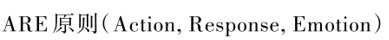 ARE原则(Action, Response, Emotion)